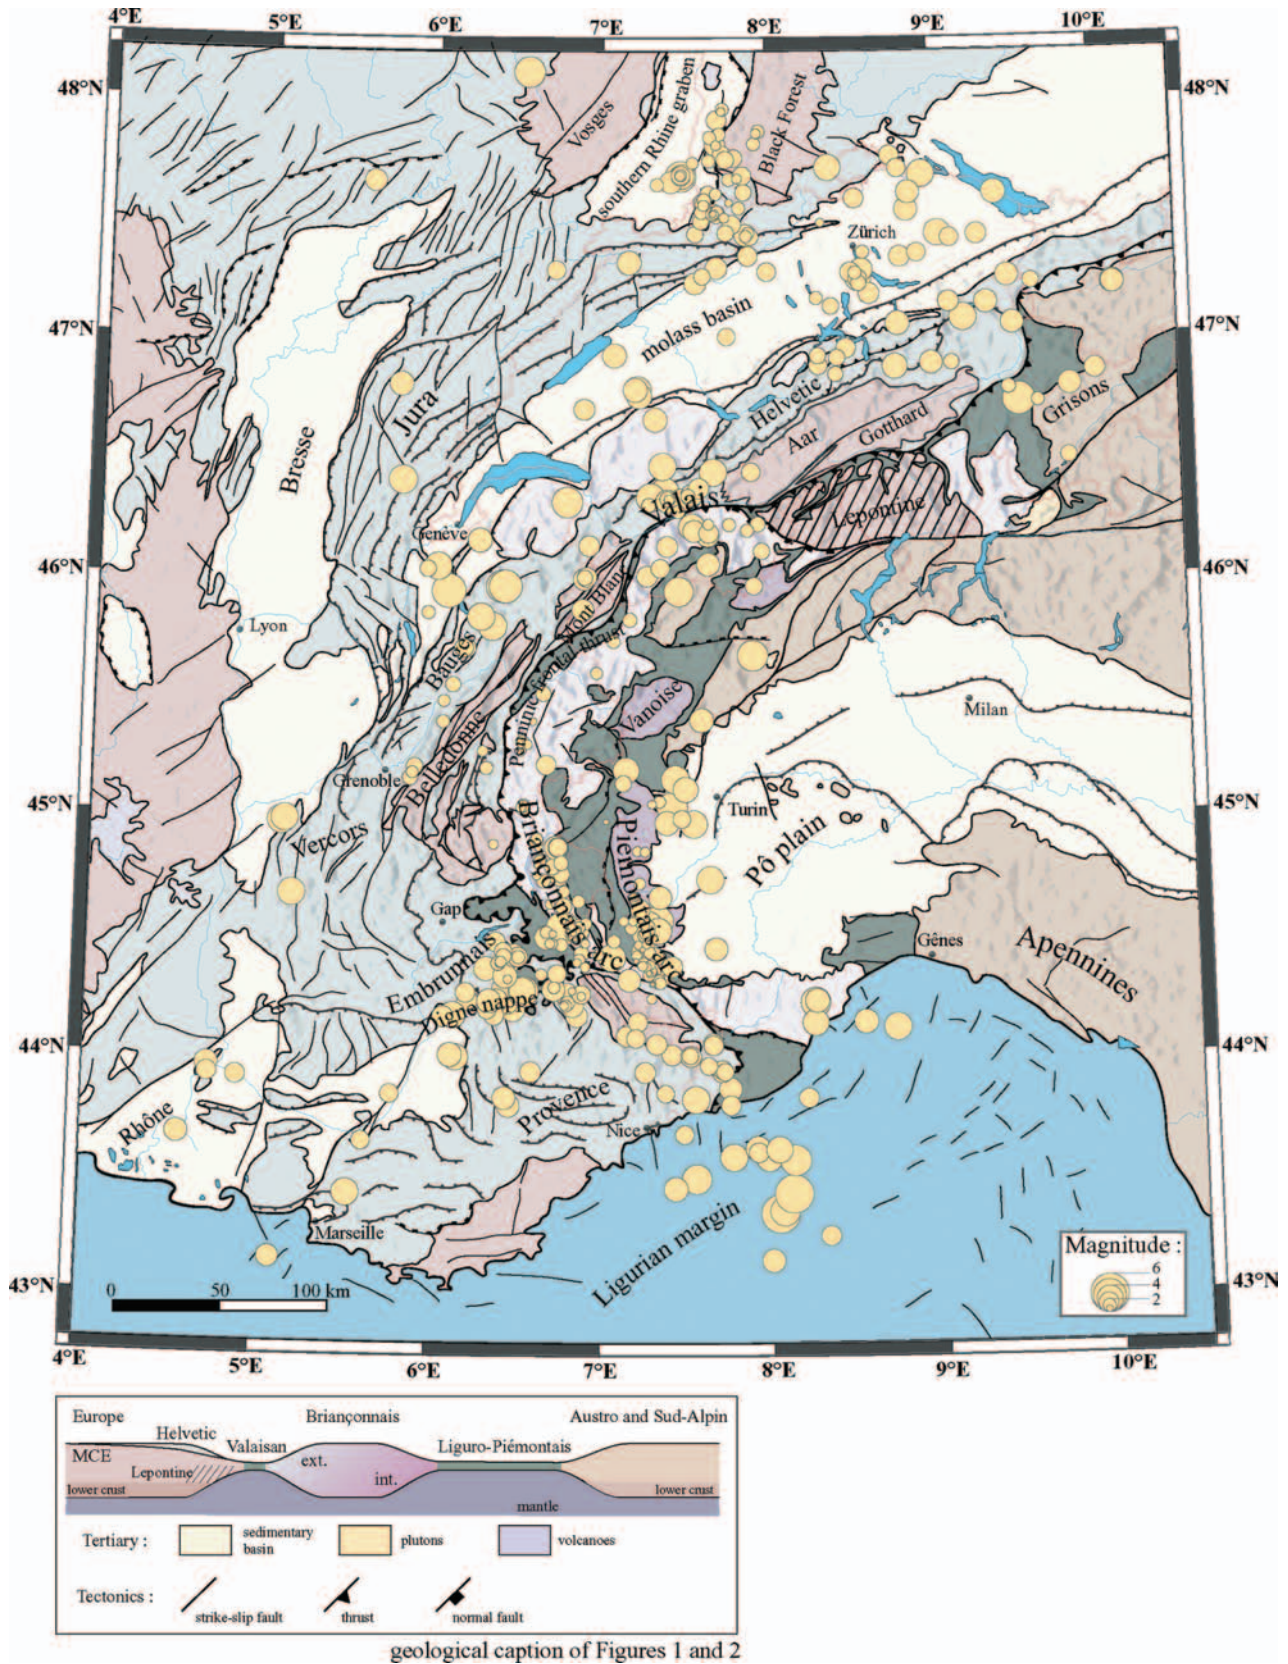 4°E 5°E 6°E 7°E 8°E 9°E 10°E
48°N 48°N
Vosges
southern Rhine graben
Black Forest
Zürich
47°N 47°N
molass basin
Jura
Bresse
Helvetic
Aar
Gotthard
Grisons
Valais
Lepontine
Genève
46°N 46°N
Lyon
Mont Blanc
Bauges
Penninic frontal thrust
Vanoise
Milan
Belledonne
Grenoble
45°N 45°N
Turin
Vercors
Briançonnais arc
Piémontais arc
Pô plain
Gap
Gênes
Apennines
Embrunnais
Digne nappe
44°N 44°N
Rhône
Provence
Nice
Marseille
Ligurian margin
Magnitude :
6
4
2
43°N 43°N
0 50 100 km
4°E 5°E 6°E 7°E 8°E 9°E 10°E
Europe Briançonnais Austro and Sud-Alpin
Helvetic
Valaisan Liguro-Piémontais
MCE
ext.
Lepontine
int.
lower crust lower crust
mantle
Tertiary : sedimentary basin plutons volcanoes
Tectonics :
strike-slip fault thrust normal fault
geological caption of Figures 1 and 2